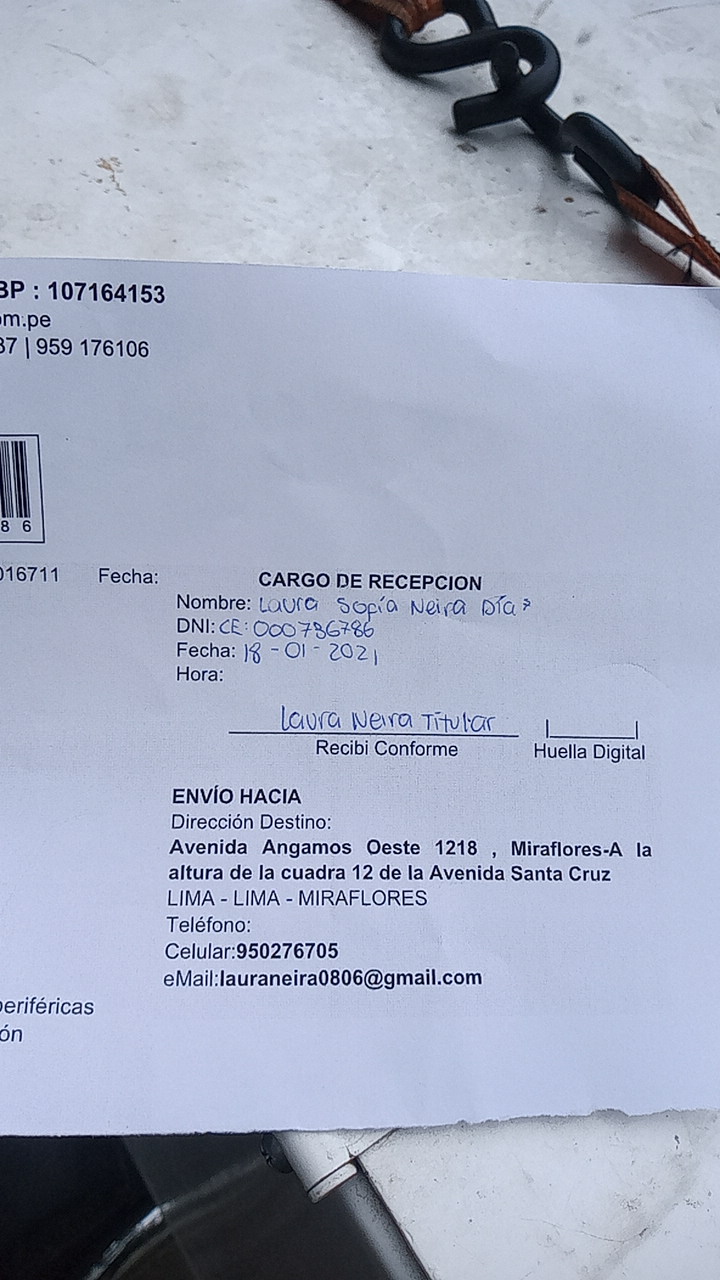 BP : 107164153
om.pe
37 | 959 176106
8 6
016711 Fecha:
CARGO DE RECEPCION
Nombre: Laura Sofía Neira Díaz
DNI: CE: 000736786
Fecha: 18-01-2021
Hora:
Laura Neira Titular
Recibi Conforme
Huella Digital
ENVÍO HACIA
Dirección Destino:
Avenida Angamos Oeste 1218 , Miraflores-A la
altura de la cuadra 12 de la Avenida Santa Cruz
LIMA - LIMA - MIRAFLORES
Teléfono:
Celular:950276705
eMail:lauraneira0806@gmail.com
periféricas
ón